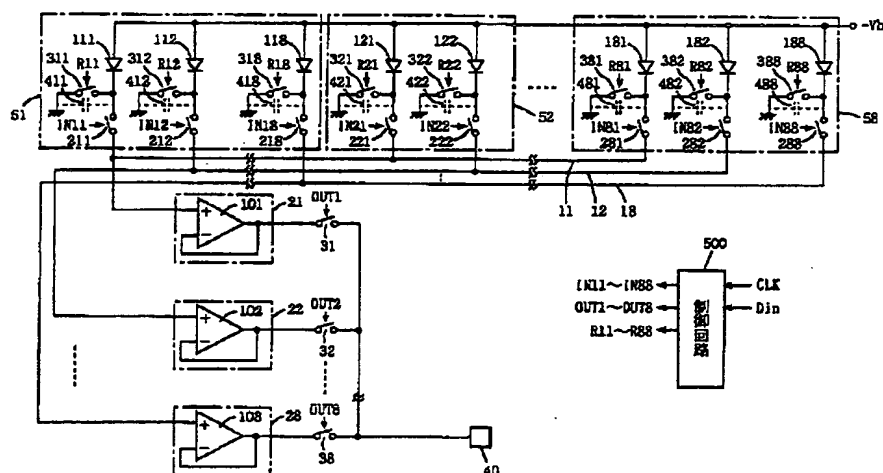 111 112 118 121 122 181 182 188 -Vb
311 R11 312 R12 318 R18 321 R21 322 R22 381 R81 382 R82 388 R88
411 412 418 421 422 481 482 488
S1 S2 S8
IN11 IN12 IN18 IN21 IN22 IN81 IN82 IN88
211 212 218 221 222 281 282 288
11 12 18
+ - 101 21 OUT1
31
+ - 102 22 OUT2
32
+ - 108 28 OUT8
38
40
500
IN11~IN88 CLK
OUT1~OUT8 Din
R11~R88
制御回路